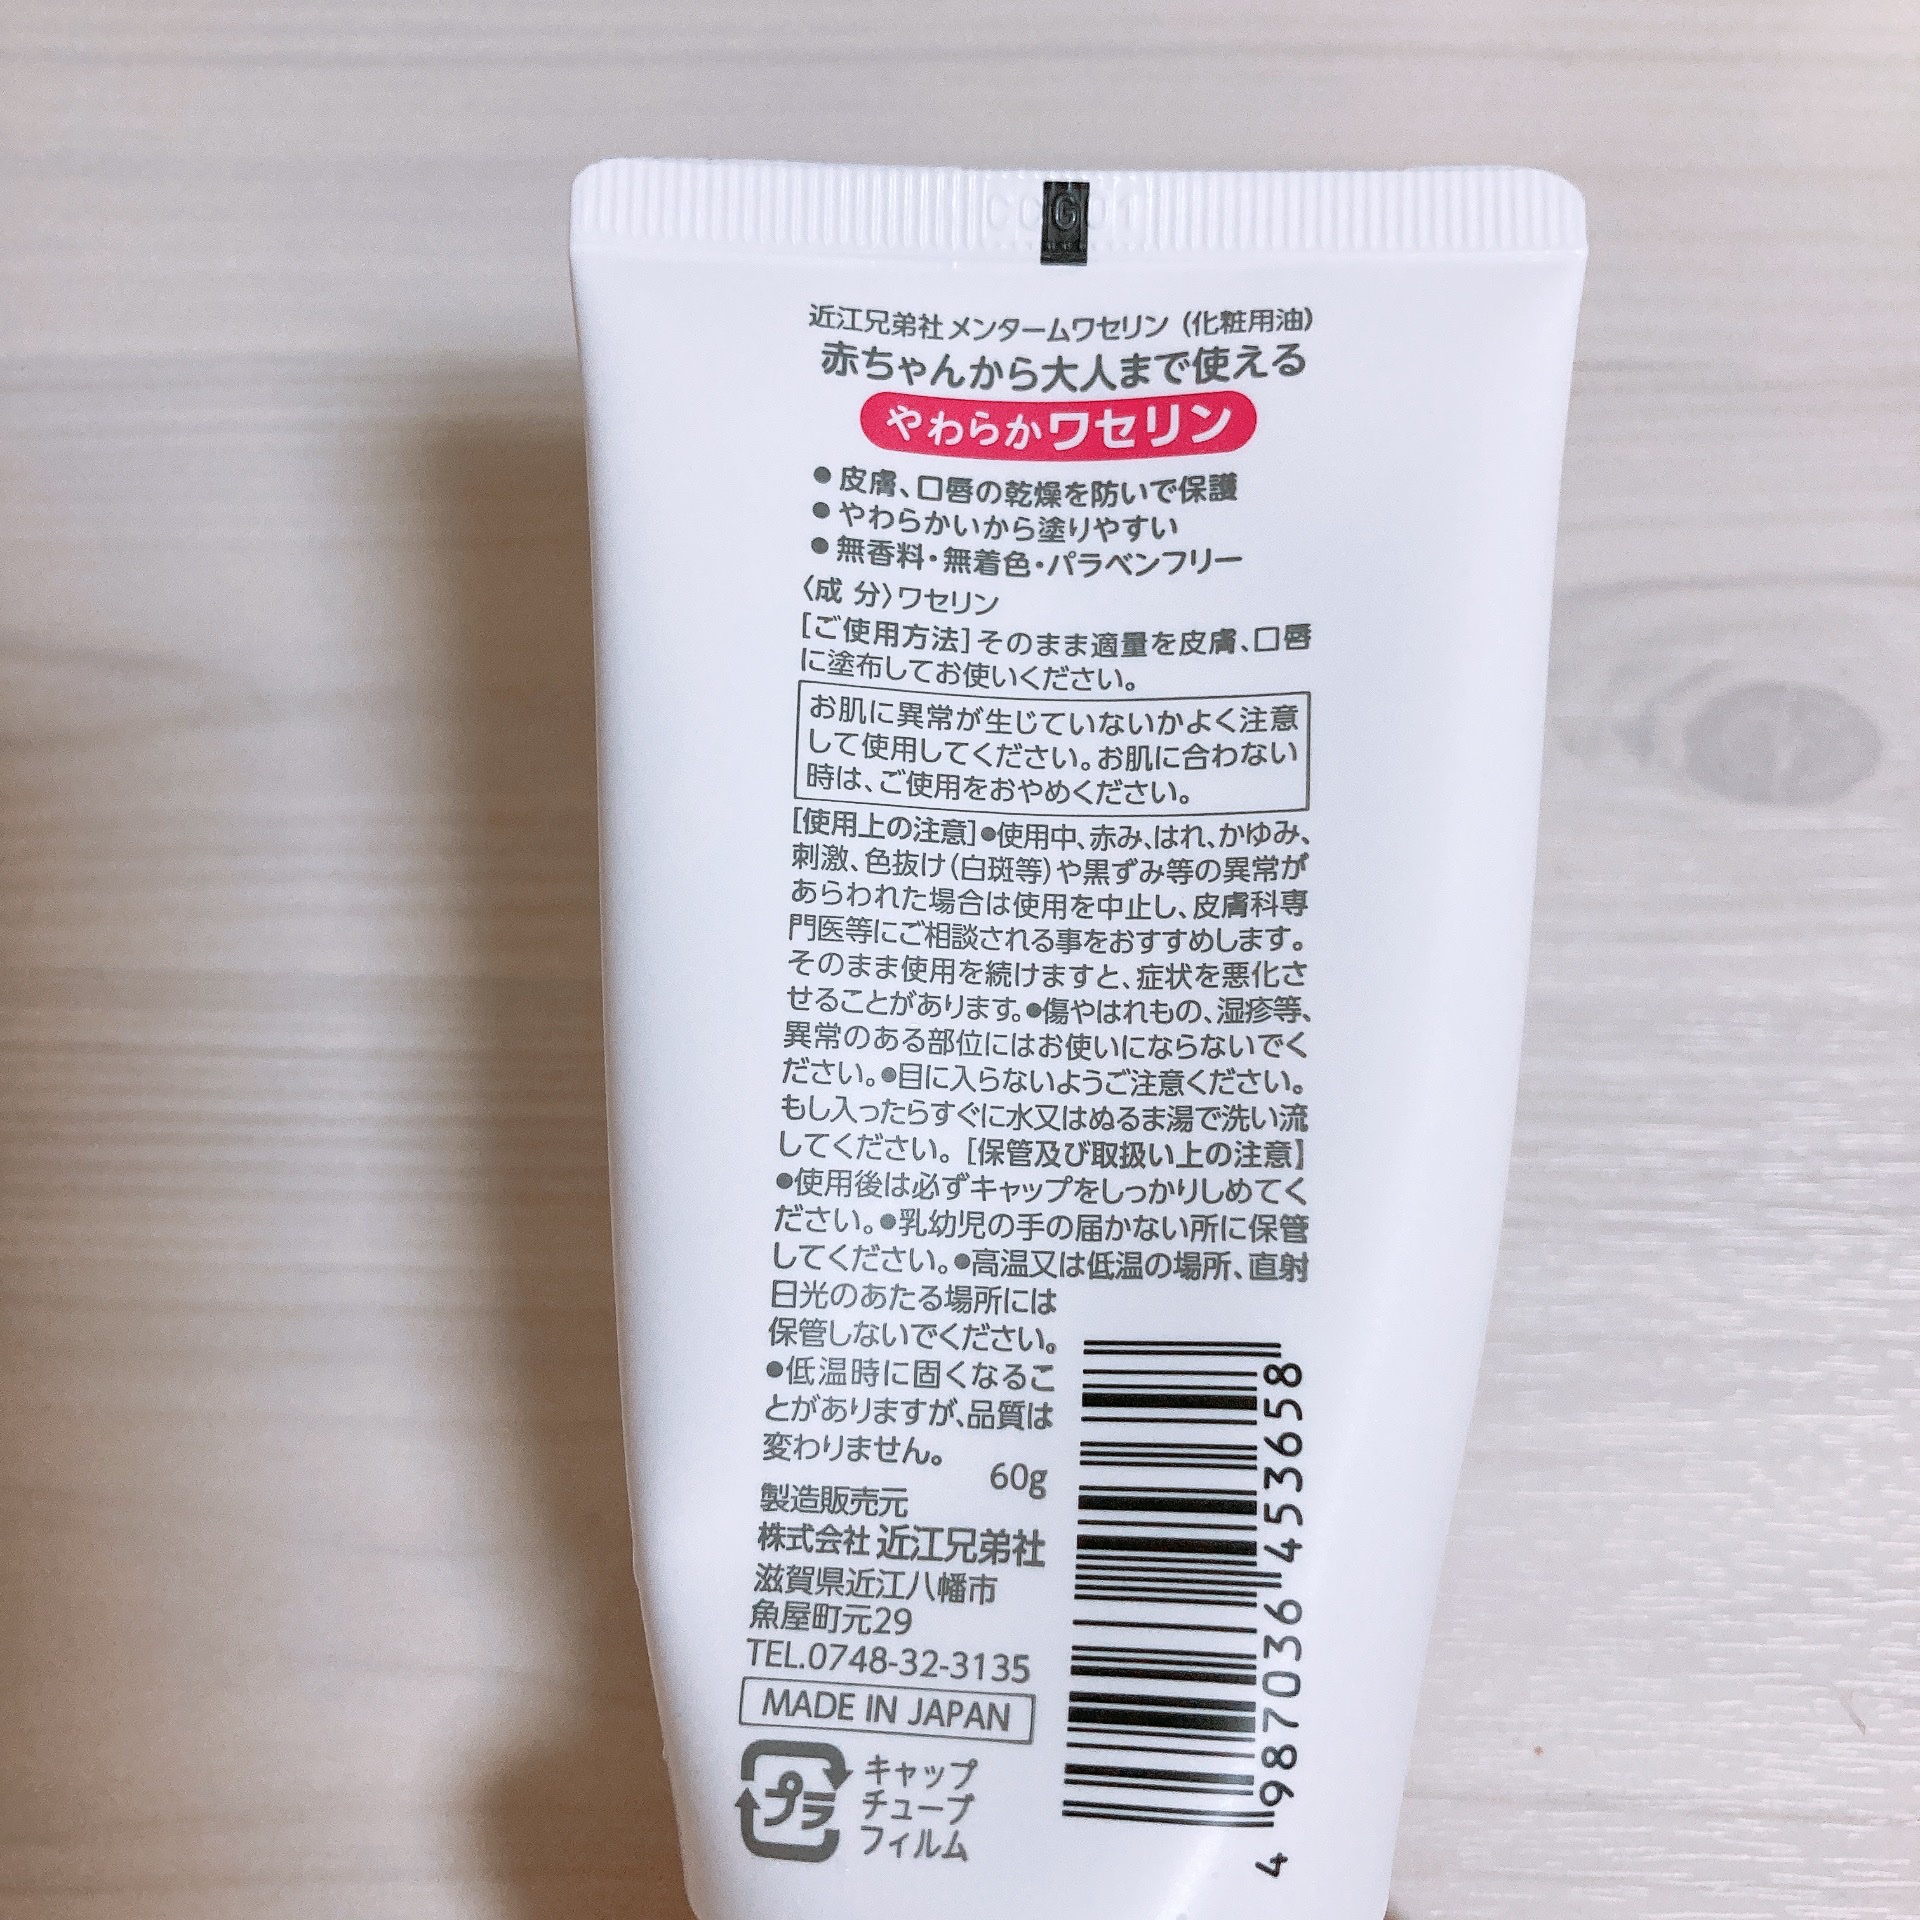 近江兄弟社 メンタームワセリン（化粧用油）
赤ちゃんから大人まで使える
やわらかワセリン
●皮膚、口唇の乾燥を防いで保護
●やわらかいから塗りやすい
●無香料・無着色・パラベンフリー
〈成 分〉ワセリン
[ご使用方法]そのまま適量を皮膚、口唇
に塗布してお使いください。
お肌に異常が生じていないかよく注意
して使用してください。お肌に合わない
時は、ご使用をおやめください。
[使用上の注意]●使用中、赤み、はれ、かゆみ、
刺激、色抜け(白斑等)や黒ずみ等の異常が
あらわれた場合は使用を中止し、皮膚科専
門医等にご相談される事をおすすめします。
そのまま使用を続けますと、症状を悪化さ
せることがあります。●傷やはれもの、湿疹等、
異常のある部位にはお使いにならないでく
ださい。●目に入らないようご注意ください。
もし入ったらすぐに水又はぬるま湯で洗い流
してください。[保管及び取扱い上の注意]
●使用後は必ずキャップをしっかりしめてく
ださい。●乳幼児の手の届かない所に保管
してください。●高温又は低温の場所、直射
日光のあたる場所には
保管しないでください。
●低温時に固くなるこ
とがありますが、品質は
変わりません。
60g
製造販売元
株式会社 近江兄弟社
滋賀県近江八幡市
魚屋町元29
TEL.0748-32-3135
MADE IN JAPAN
プラ
キャップ
チューブ
フィルム
4 987036 453658